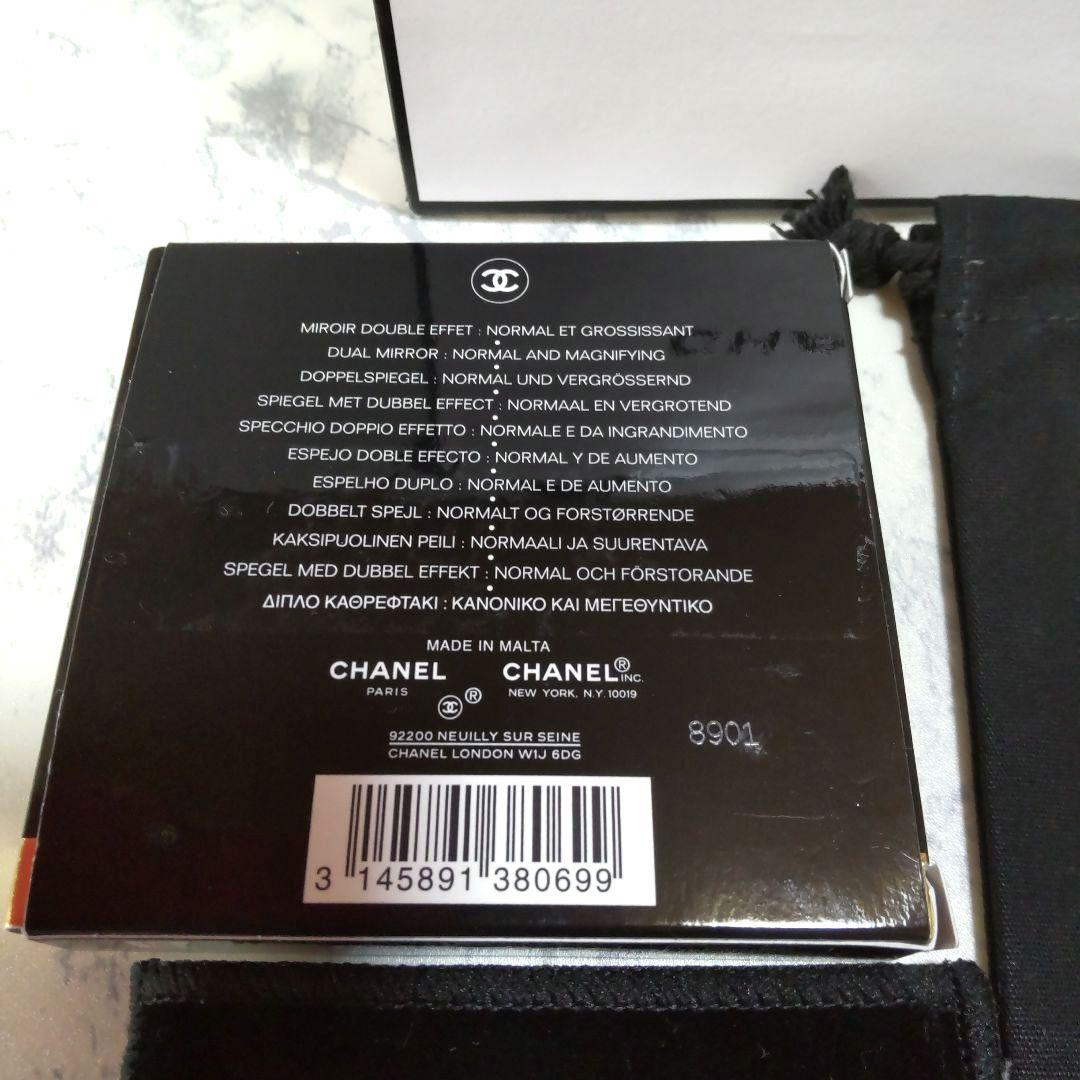 MIROIR DOUBLE EFFET : NORMAL ET GROSSISSANT
DUAL MIRROR : NORMAL AND MAGNIFYING
DOPPELSPIEGEL : NORMAL UND VERGRÖSSERND
SPIEGEL MET DUBBEL EFFECT : NORMAAL EN VERGROTEND
SPECCHIO DOPPIO EFFETTO : NORMALE E DA INGRANDIMENTO
ESPEJO DOBLE EFECTO : NORMAL Y DE AUMENTO
ESPELHO DUPLO : NORMAL E DE AUMENTO
DOBBELT SPEJL : NORMALT OG FORSTØRRENDE
KAKSIPUOLINEN PEILI : NORMAALI JA SUURENTAVA
SPEGEL MED DUBBEL EFFEKT : NORMAL OCH FÖRSTORANDE
ΔΙΠΛΟ ΚΑΘΡΕΦΤΑΚΙ : ΚΑΝΟΝΙΚΟ ΚΑΙ ΜΕΓΕΘΥΝΤΙΚΟ
MADE IN MALTA
CHANEL CHANEL® INC.
PARIS NEW YORK, N.Y. 10019
®
92200 NEUILLY SUR SEINE
CHANEL LONDON W1J 6DG
8901
3 145891 380699